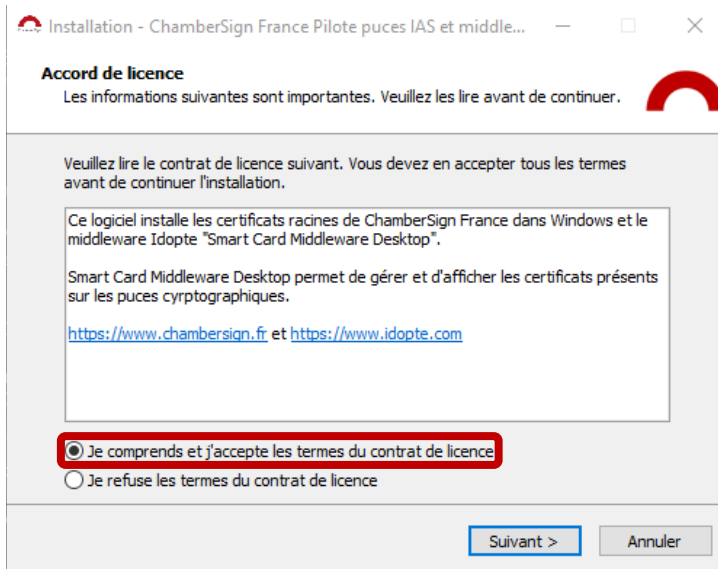 Installation - ChamberSign France Pilote puces IAS et middle...
Accord de licence
Les informations suivantes sont importantes. Veuillez les lire avant de continuer.
Veuillez lire le contrat de licence suivant. Vous devez en accepter tous les termes
avant de continuer l'installation.
Ce logiciel installe les certificats racines de ChamberSign France dans Windows et le
middleware Idopte "Smart Card Middleware Desktop".
Smart Card Middleware Desktop permet de gérer et d'afficher les certificats présents
sur les puces cyrptographiques.
https://www.chambersign.fr et https://www.idopte.com
Je comprends et j'accepte les termes du contrat de licence
Je refuse les termes du contrat de licence
Suivant > Annuler